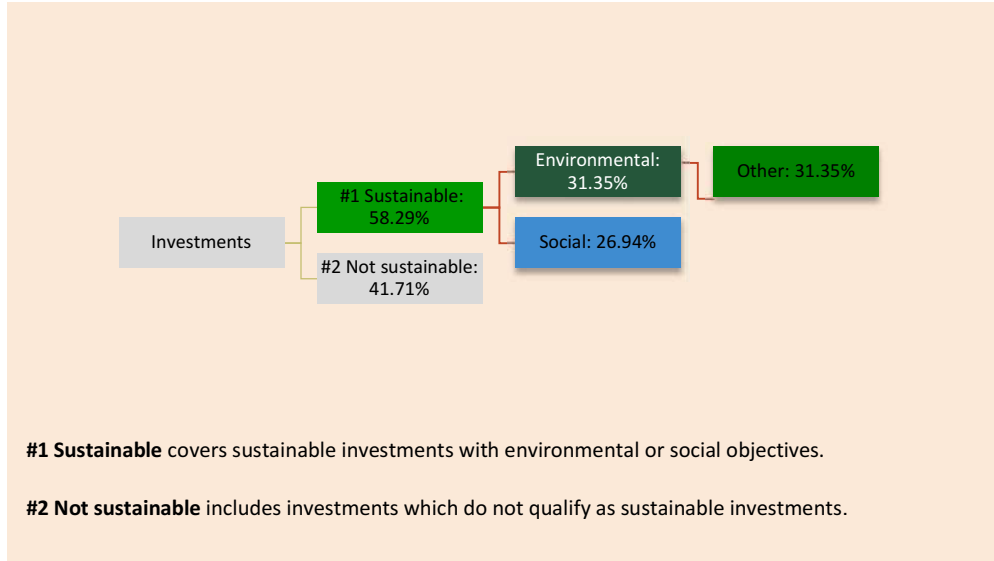 Investments
#1 Sustainable:
58.29%
#2 Not sustainable:
41.71%
Environmental:
31.35%
Social: 26.94%
Other: 31.35%
#1 Sustainable covers sustainable investments with environmental or social objectives.
#2 Not sustainable includes investments which do not qualify as sustainable investments.